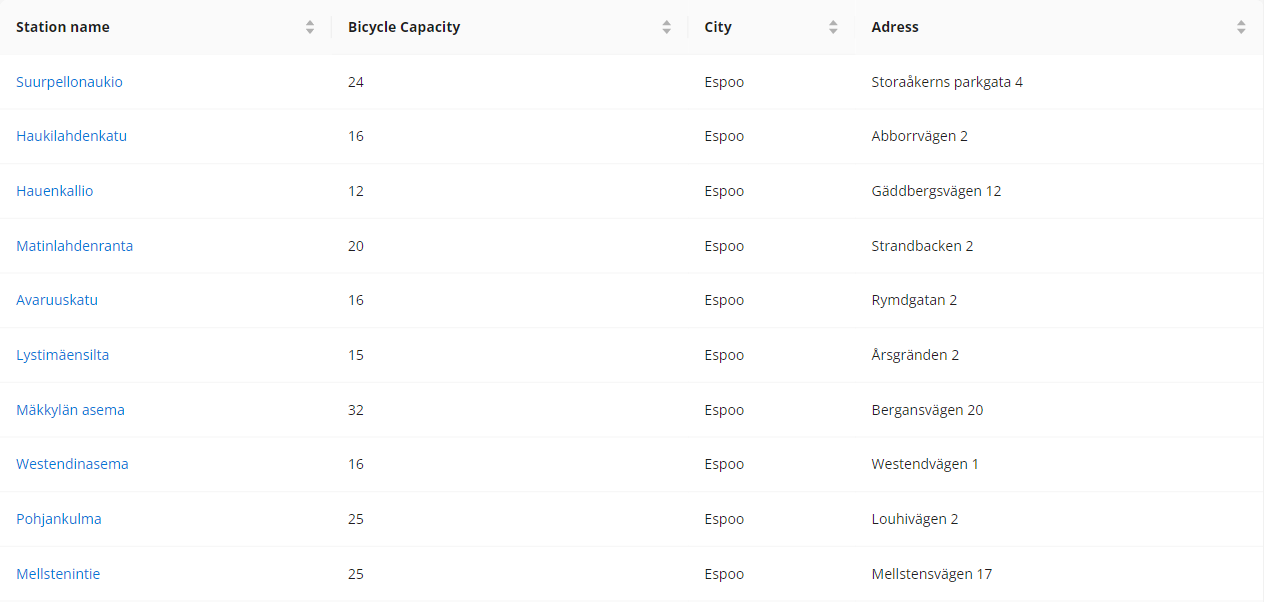 Station name Bicycle Capacity City Adress
Suurpellonaukio 24 Espoo Storaåkerns parkgata 4
Haukilahdenkatu 16 Espoo Abborrvägen 2
Hauenkallio 12 Espoo Gäddbergsvägen 12
Matinlahdenranta 20 Espoo Strandbacken 2
Avaruuskatu 16 Espoo Rymdgatan 2
Lystimäensilta 15 Espoo Årsgränden 2
Mäkkylän asema 32 Espoo Bergansvägen 20
Westendinasema 16 Espoo Westendvägen 1
Pohjankulma 25 Espoo Louhivägen 2
Mellstenintie 25 Espoo Mellstensvägen 17